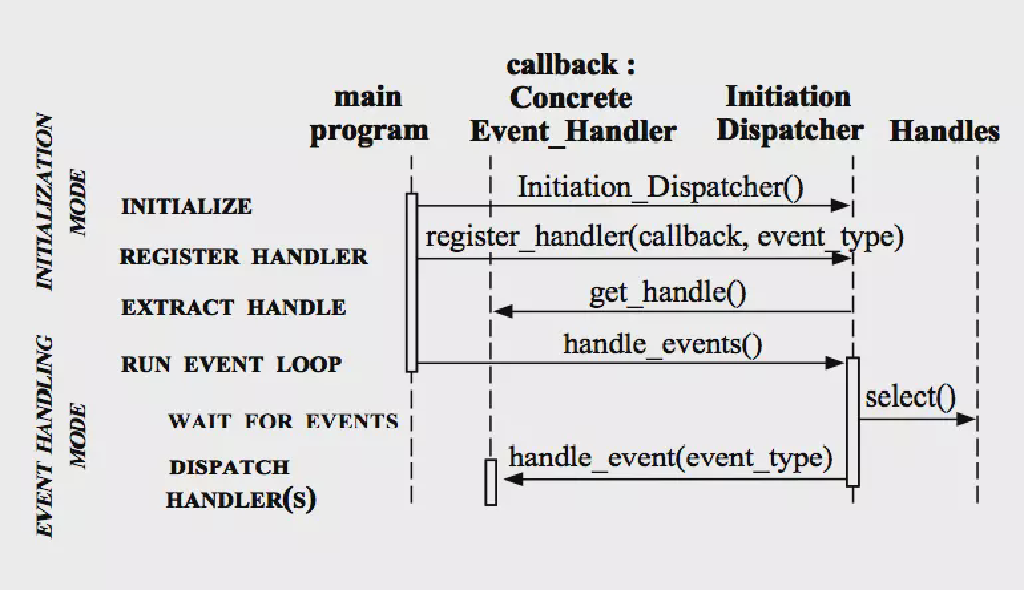 main
program
callback :
Concrete
Event_Handler
Initiation
Dispatcher
Handles
INITIALIZATION
MODE
INITIALIZE
Initiation_Dispatcher()
REGISTER HANDLER
register_handler(callback, event_type)
EXTRACT HANDLE
get_handle()
EVENT HANDLING
MODE
RUN EVENT LOOP
handle_events()
WAIT FOR EVENTS
select()
DISPATCH
HANDLER(S)
handle_event(event_type)